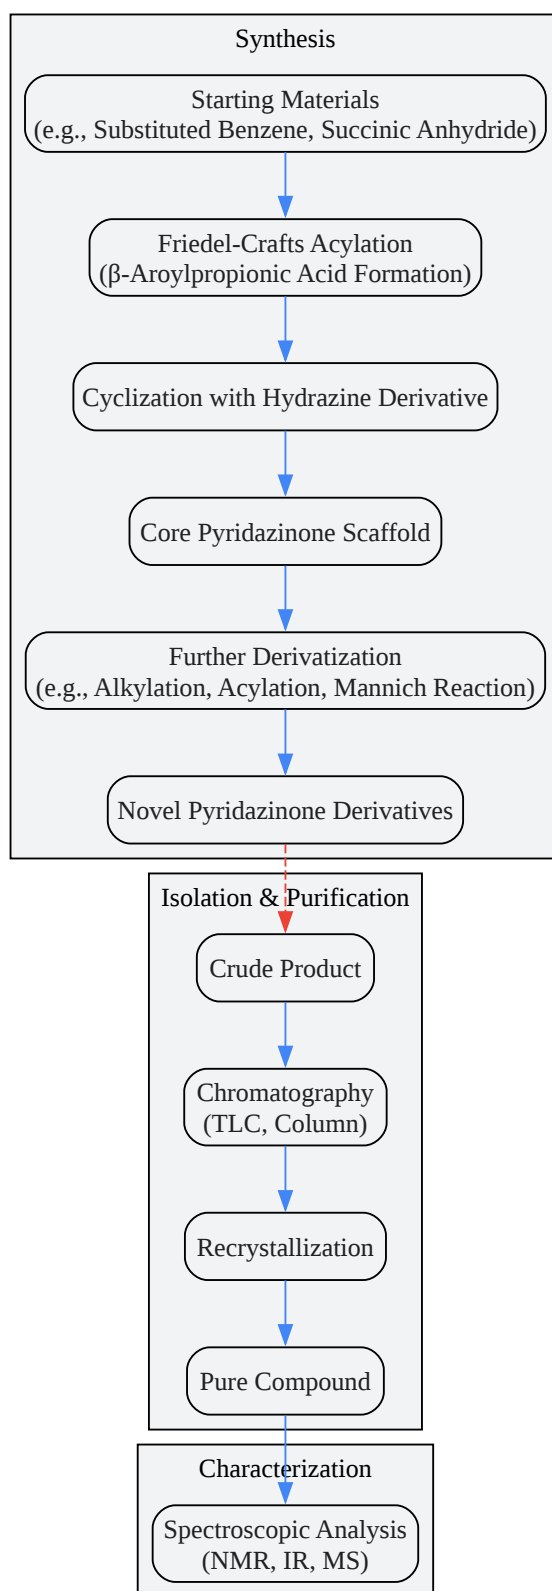 Synthesis
Starting Materials
(e.g., Substituted Benzene, Succinic Anhydride)
Friedel-Crafts Acylation
(β-Aroylpropionic Acid Formation)
Cyclization with Hydrazine Derivative
Core Pyridazinone Scaffold
Further Derivatization
(e.g., Alkylation, Acylation, Mannich Reaction)
Novel Pyridazinone Derivatives
Isolation & Purification
Crude Product
Chromatography
(TLC, Column)
Recrystallization
Pure Compound
Characterization
Spectroscopic Analysis
(NMR, IR, MS)